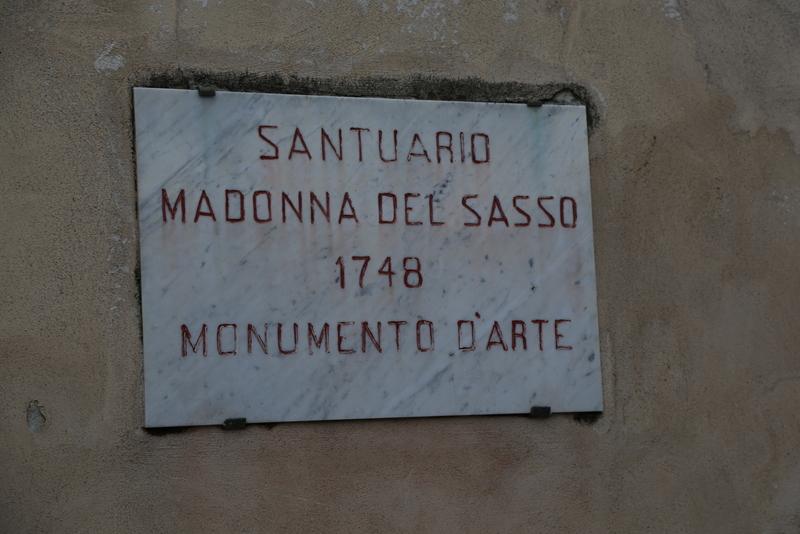 SANTUARIO
MADONNA DEL SASSO
1748
MONUMENTO D'ARTE